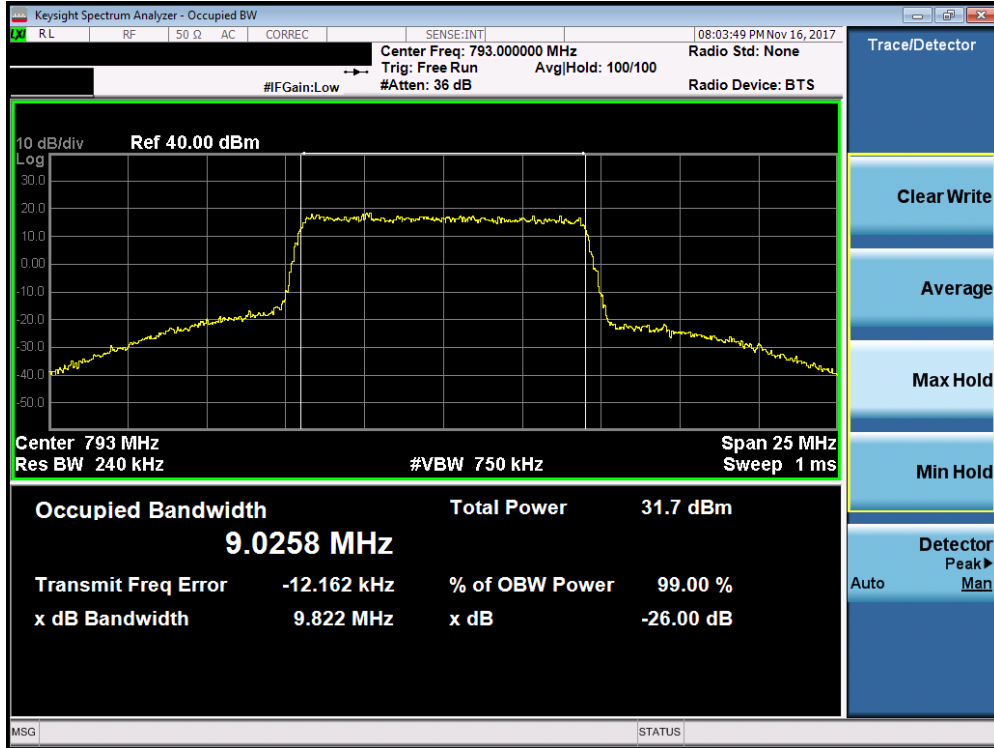 Keysight Spectrum Analyzer - Occupied BW
LXI RL RF 50 Ω AC CORREC SENSE:INT 08:03:49 PM Nov 16, 2017
Center Freq: 793.000000 MHz Radio Std: None
Trig: Free Run Avg|Hold: 100/100
#IFGain:Low #Atten: 36 dB Radio Device: BTS
10 dB/div Ref 40.00 dBm
Log
30.0
20.0
10.0
0.00
-10.0
-20.0
-30.0
-40.0
-50.0
Center 793 MHz Span 25 MHz
Res BW 240 kHz #VBW 750 kHz Sweep 1 ms
Occupied Bandwidth Total Power 31.7 dBm
9.0258 MHz
Transmit Freq Error -12.162 kHz % of OBW Power 99.00 %
x dB Bandwidth 9.822 MHz x dB -26.00 dB
MSG STATUS
Trace/Detector
Clear Write
Average
Max Hold
Min Hold
Detector
Peak▶
Auto Man